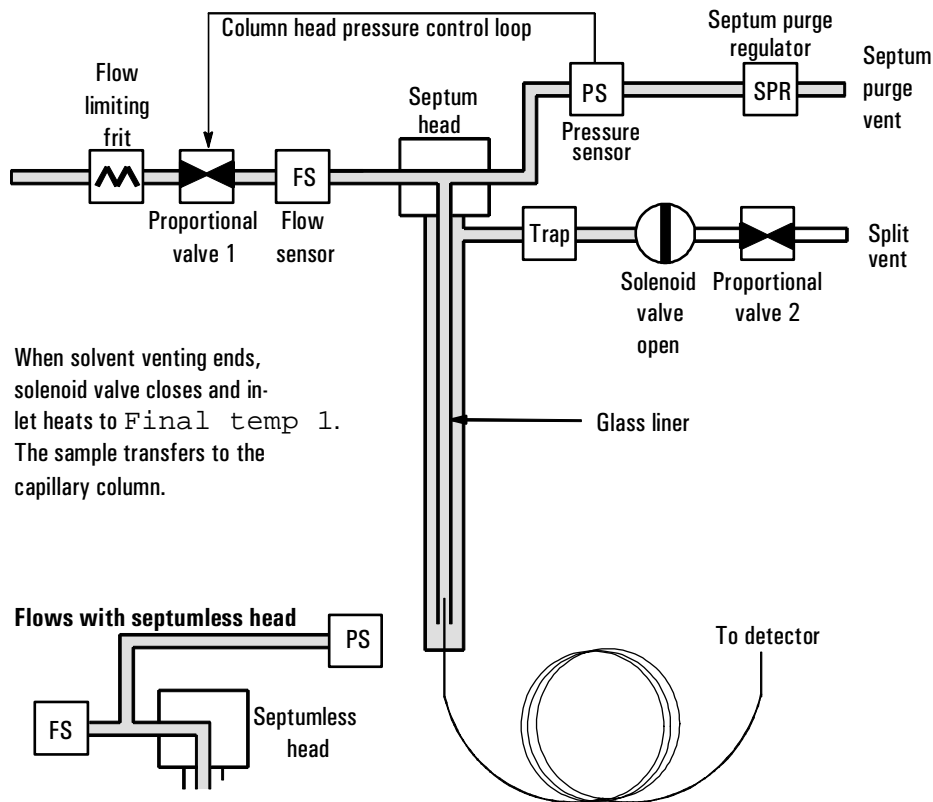 Column head pressure control loop
Septum purge
regulator
Septum
purge
vent
Flow
limiting
frit
Septum
head
PS
SPR
Pressure
sensor
FS
Proportional
valve 1
Flow
sensor
Trap
Split
vent
Solenoid
valve
open
Proportional
valve 2
When solvent venting ends,
solenoid valve closes and in-
let heats to Final temp 1.
The sample transfers to the
capillary column.
Glass liner
Flows with septumless head
PS
To detector
FS
Septumless
head